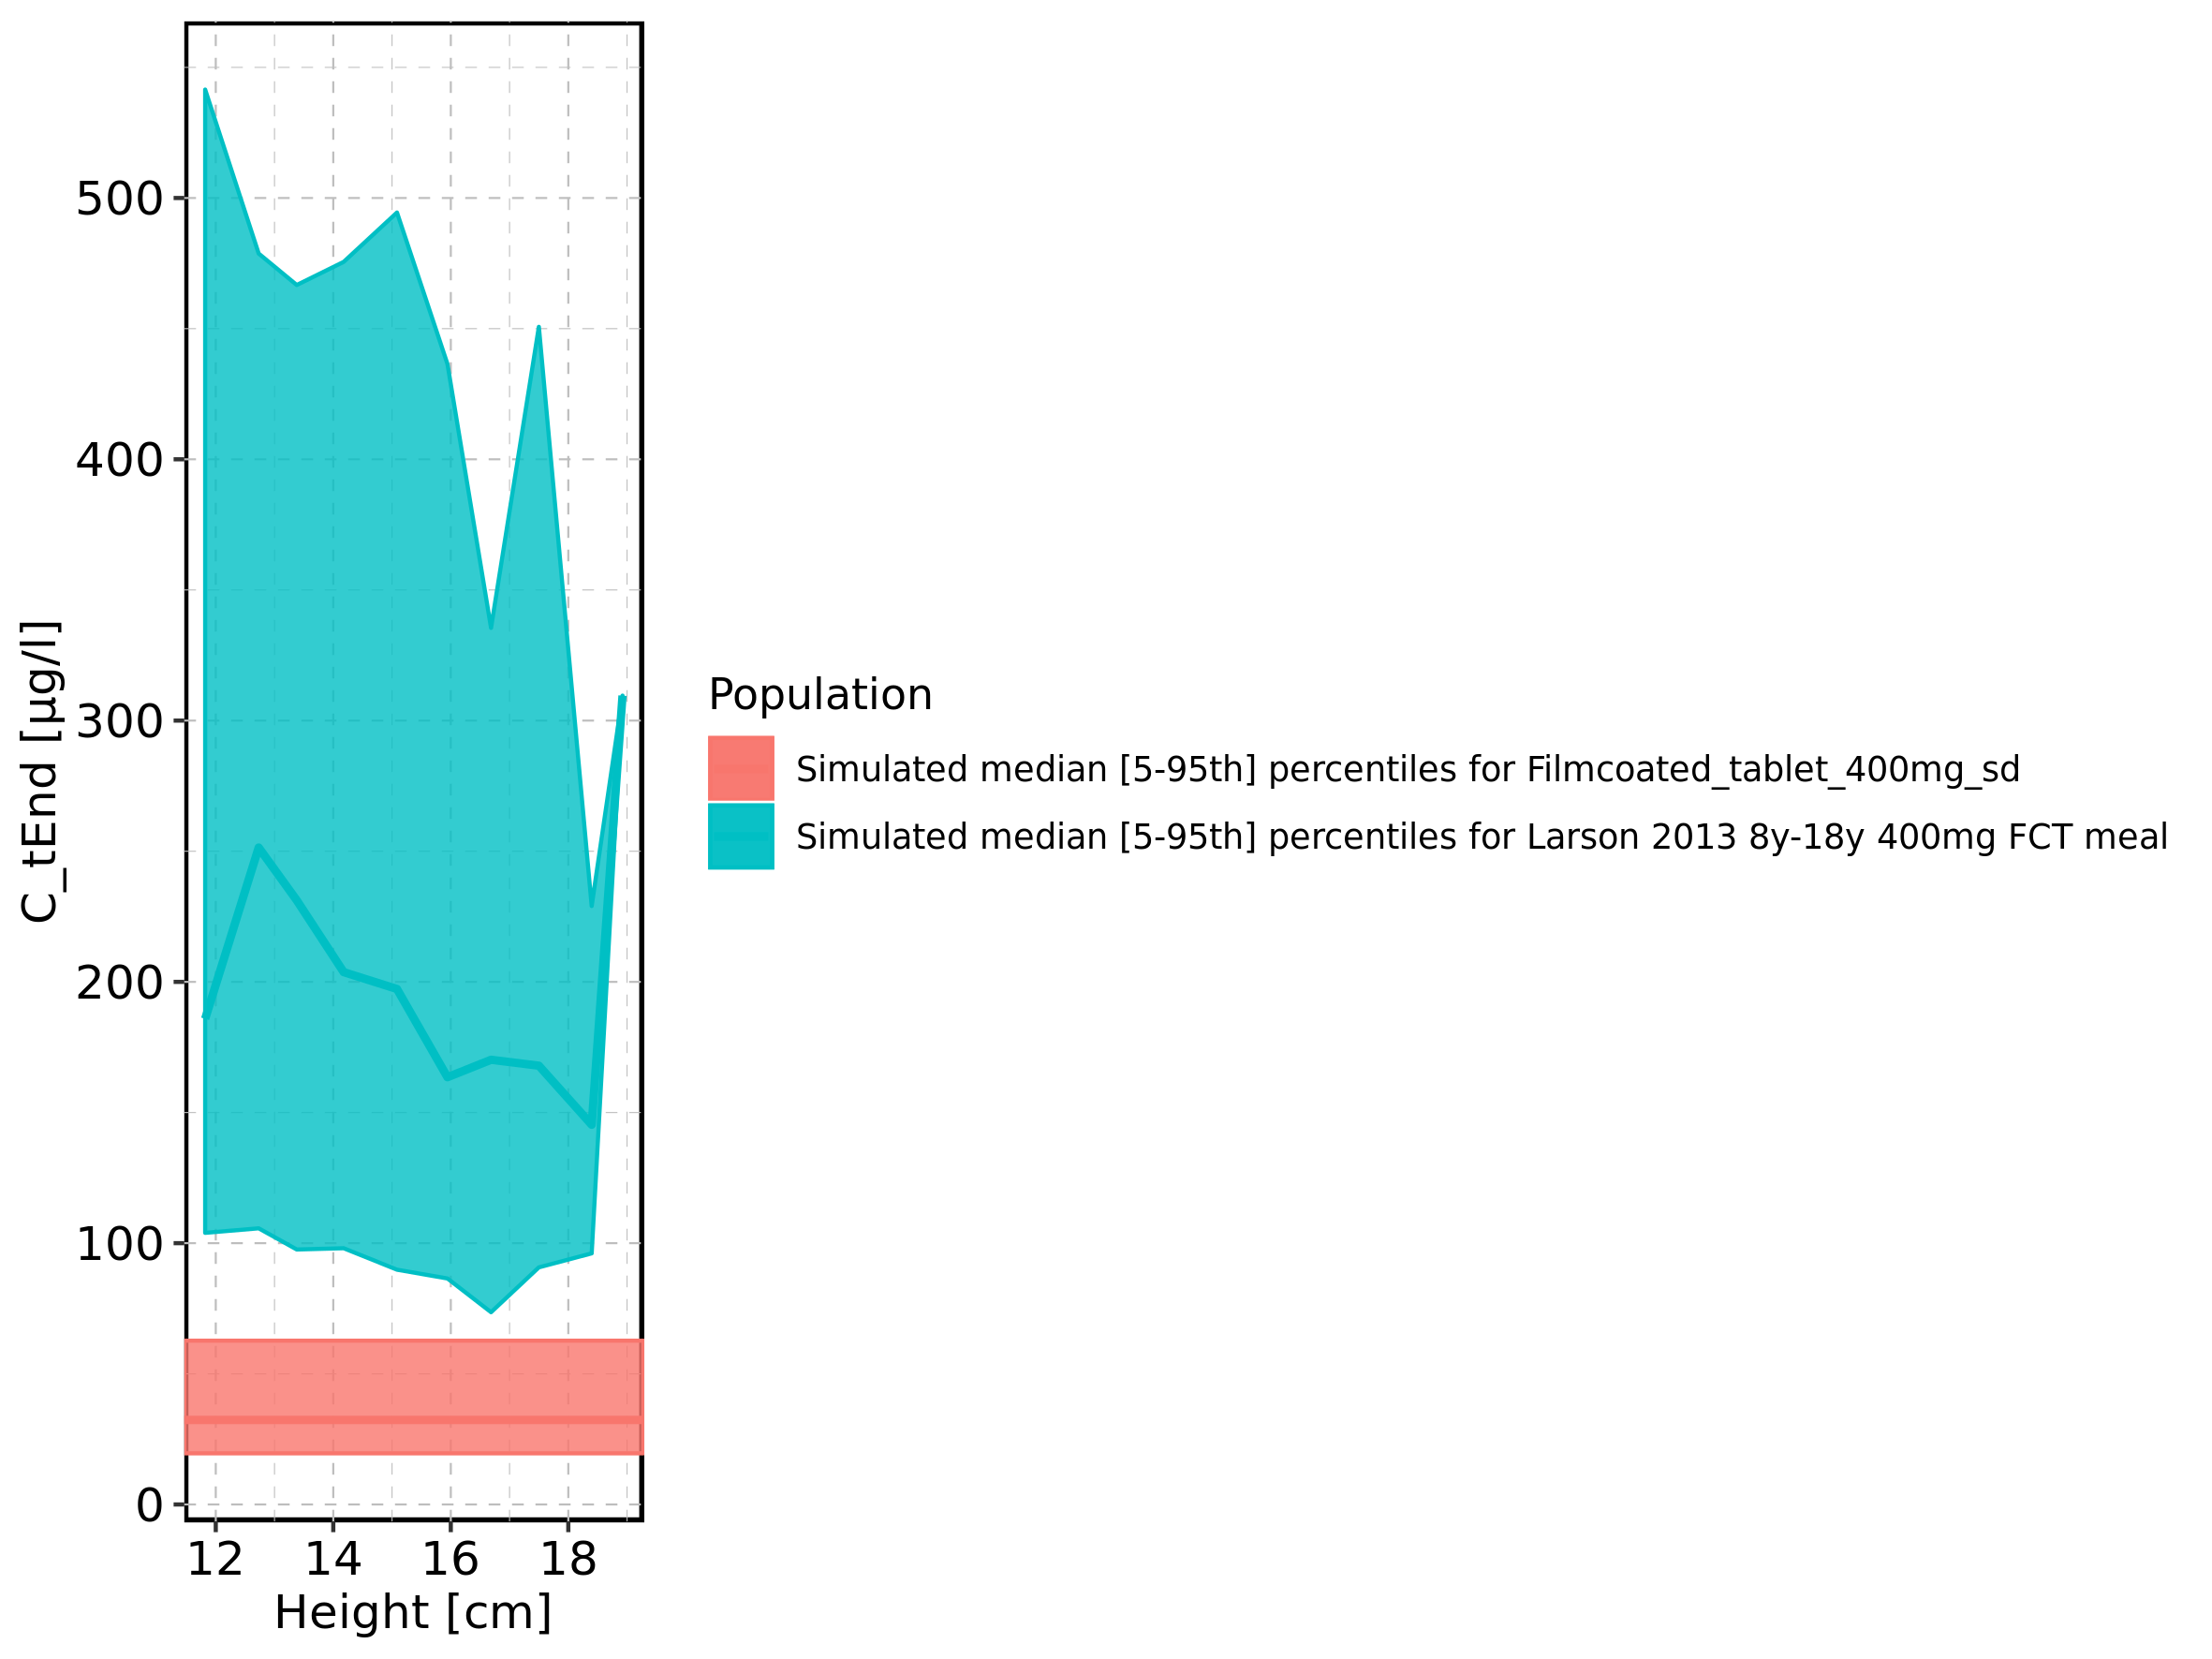 500
400
300
200
100
0
12 14 16 18
Height [cm]
C_tEnd [µg/l]
Population
Simulated median [5-95th] percentiles for Filmcoated_tablet_400mg_sd
Simulated median [5-95th] percentiles for Larson 2013 8y-18y 400mg FCT meal